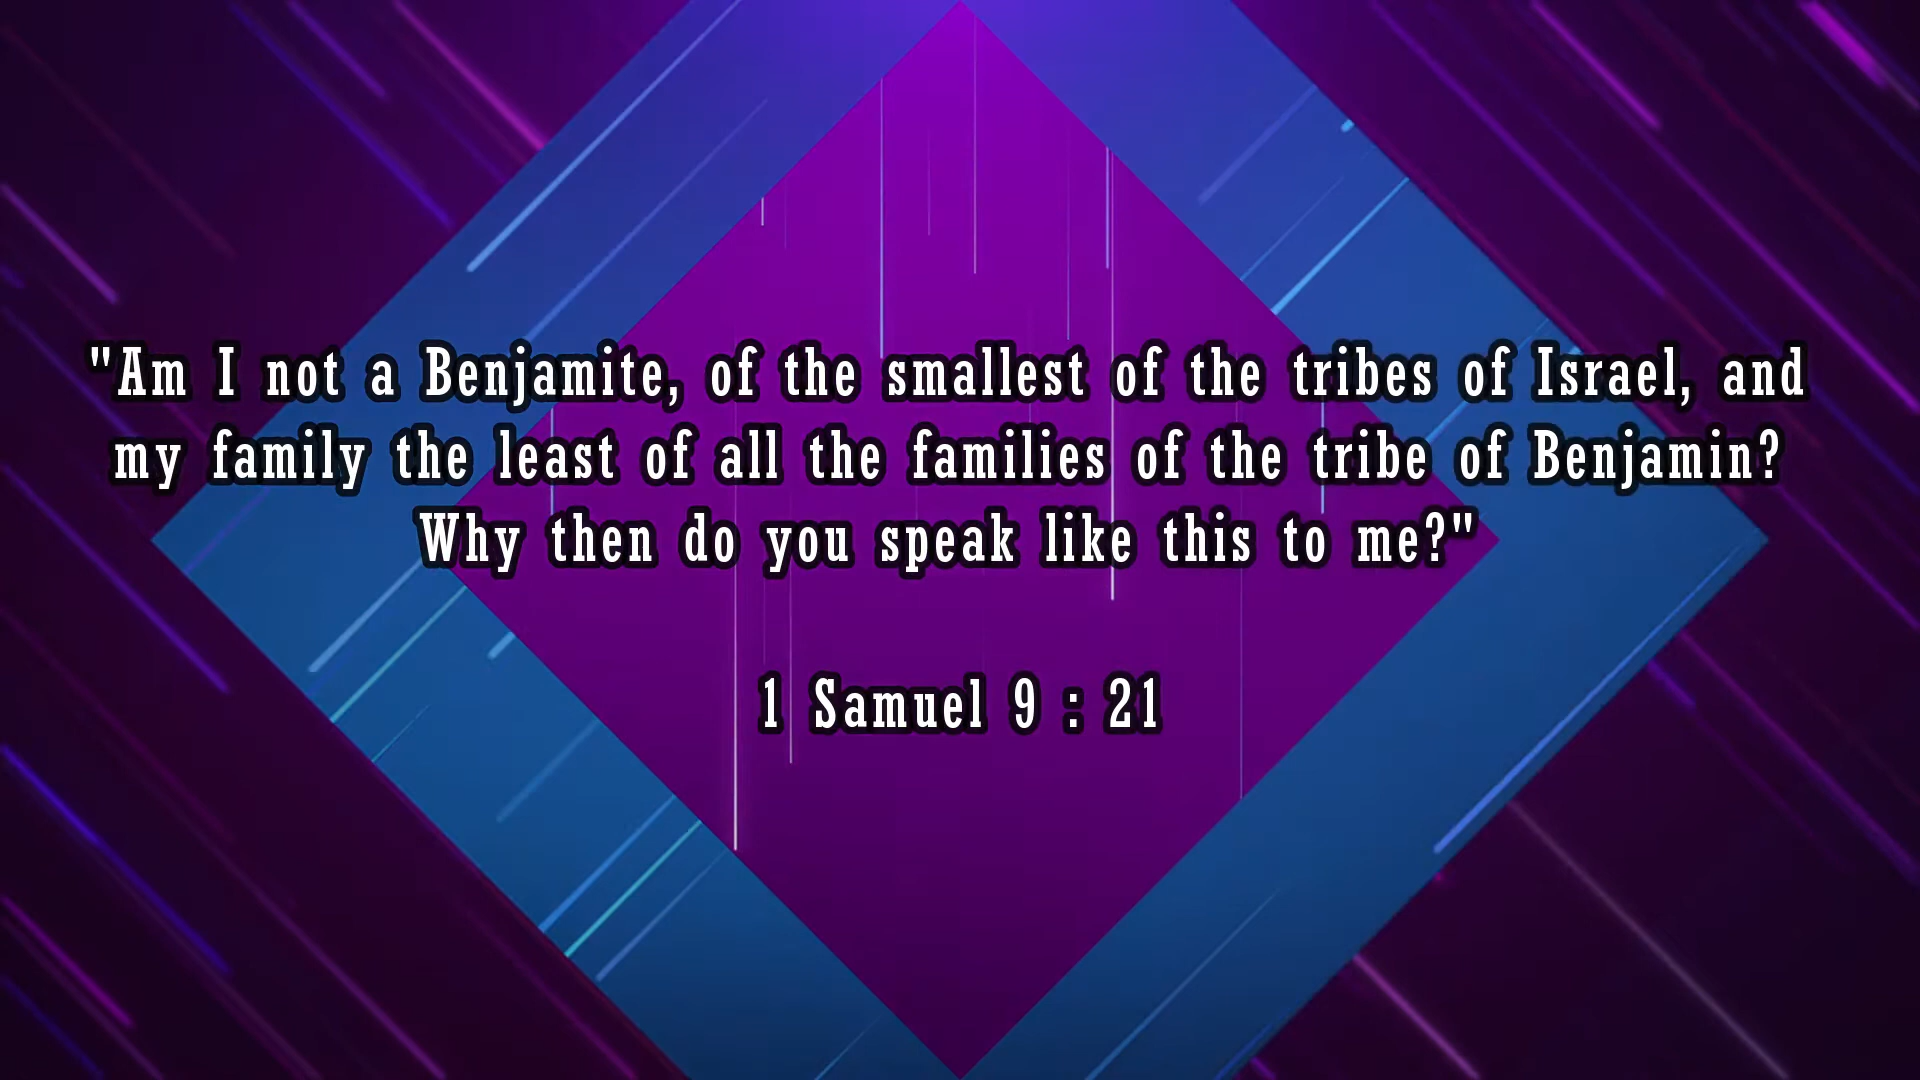 "Am I not a Benjamite, of the smallest of the tribes of Israel, and
my family the least of all the families of the tribe of Benjamin?
Why then do you speak like this to me?"
1 Samuel 9 : 21